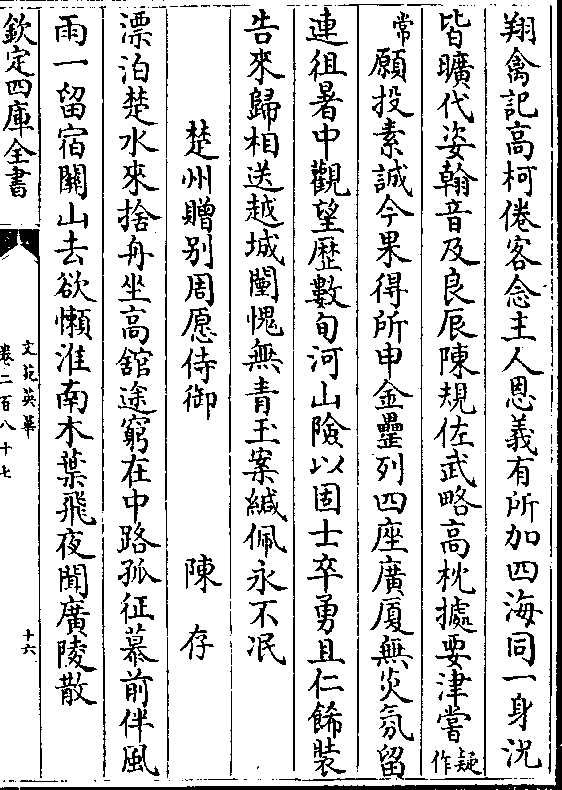 翔禽記高柯倦客念主人恩義有所加四海同一身況
皆曠代姿翰音及良辰陳規佐武略高枕據要津嘗疑作
常願投素誠今果得所申金罍列四座廣厦無炎氛留
連徂暑中觀望歴數旬河山險以固士卒勇且仁飾裝
告來歸相送越城闉愧無青玉案緘佩永不泯
楚州贈别周愿侍御　陳存
漂泊楚水來捨舟坐高舘途窮在中路孤征慕前伴風
雨一留宿關山去欲懶淮南木葉飛夜聞廣陵散
欽定四庫全書
文苑英華
卷二百八十七
十六